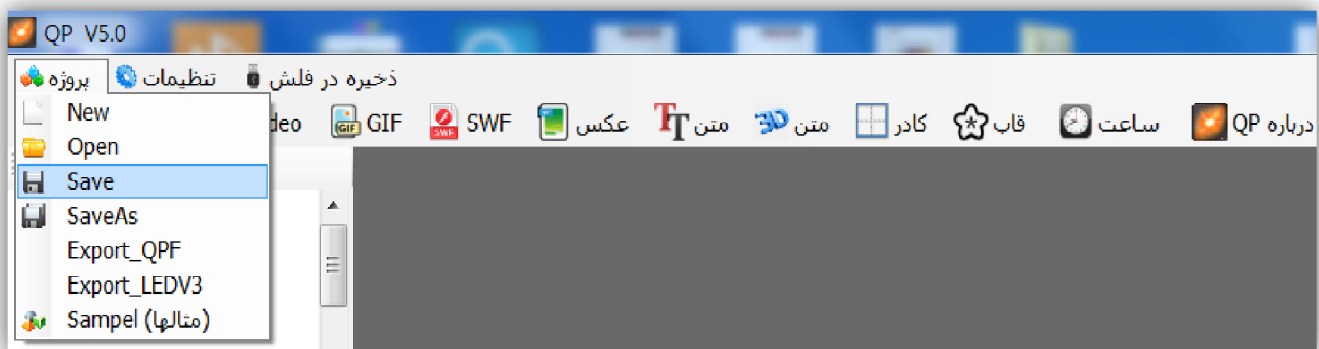 QP V5.0
پروژه تنظیمات ذخیره در فلش
deo GIF SWF عکس متن متن کادر قاب ساعت درباره QP
New
Open
Save
SaveAs
Export_QPF
Export_LEDV3
Sampel (مثالها)